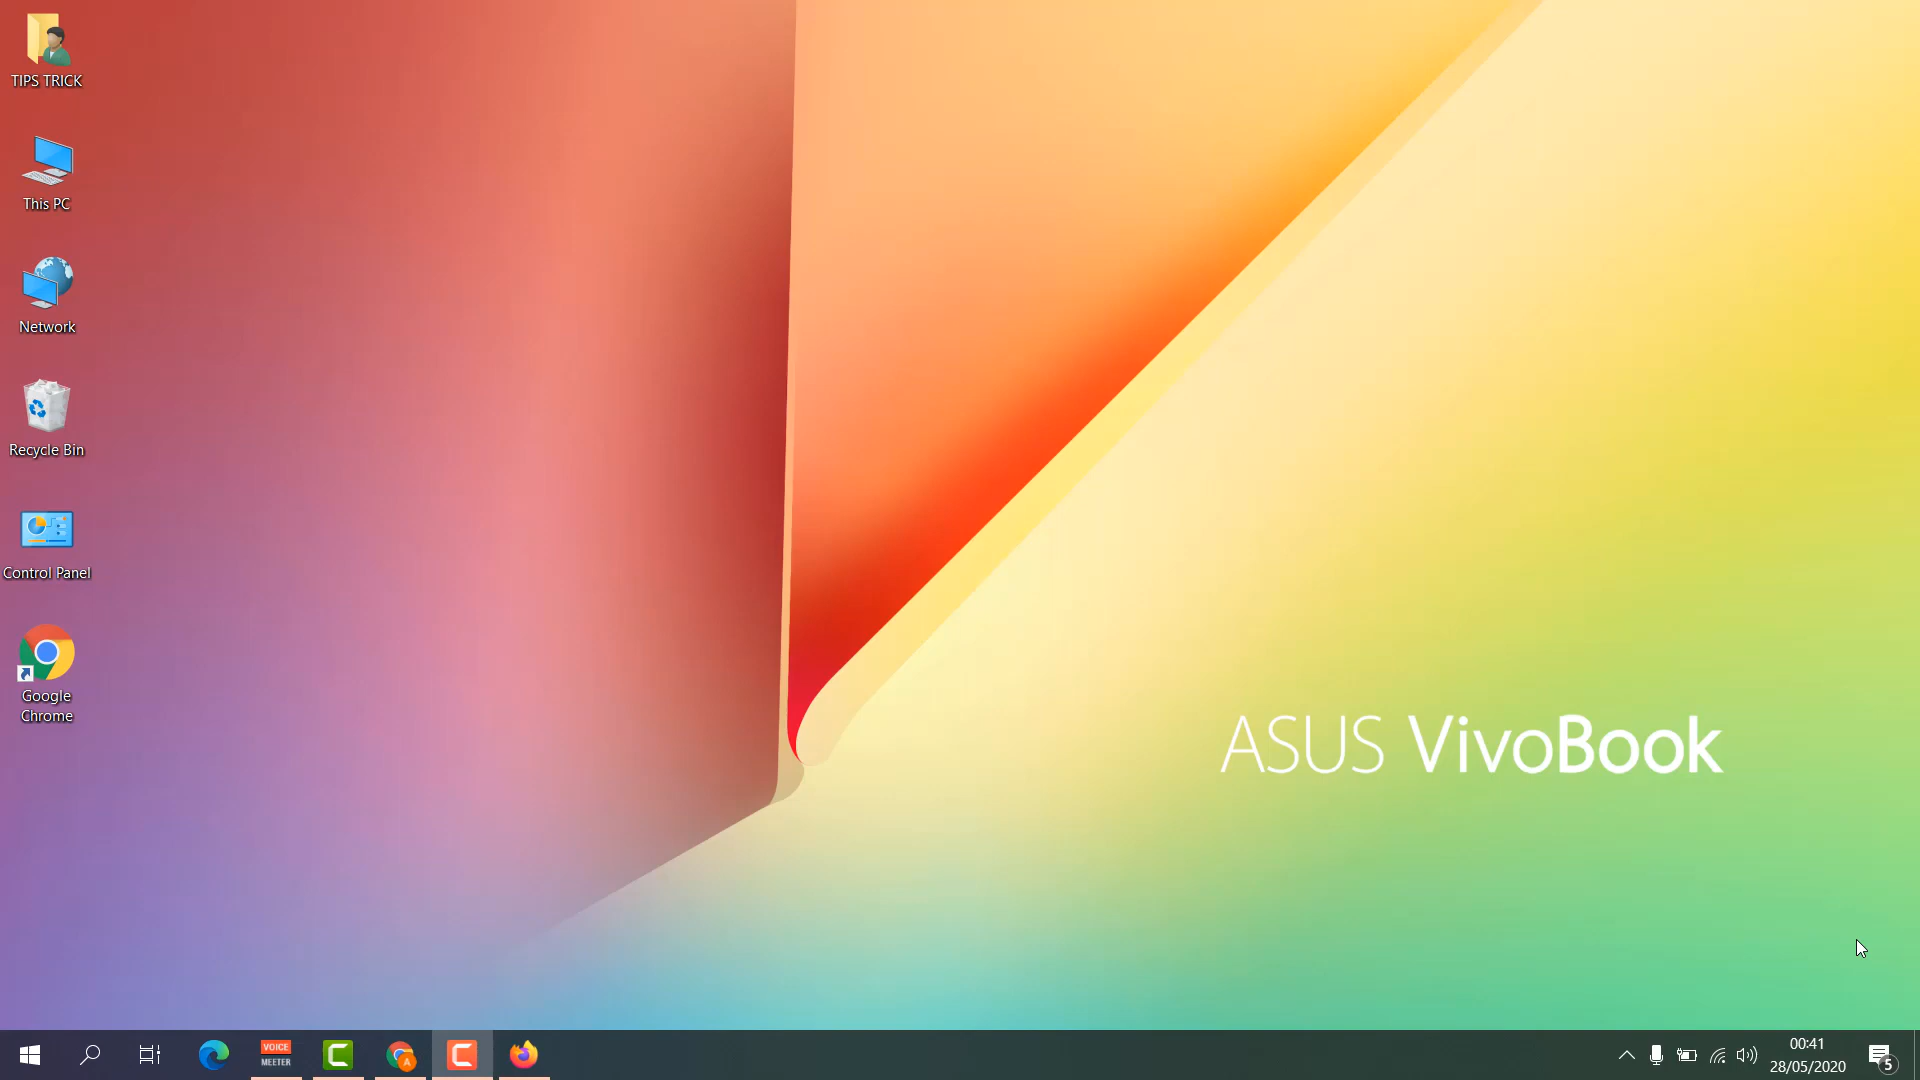 TIPS TRICK
This PC
Network
Recycle Bin
Control Panel
Google
Chrome
ASUS VivoBook
VOICE
MEETER
A
00:41
28/05/2020
5